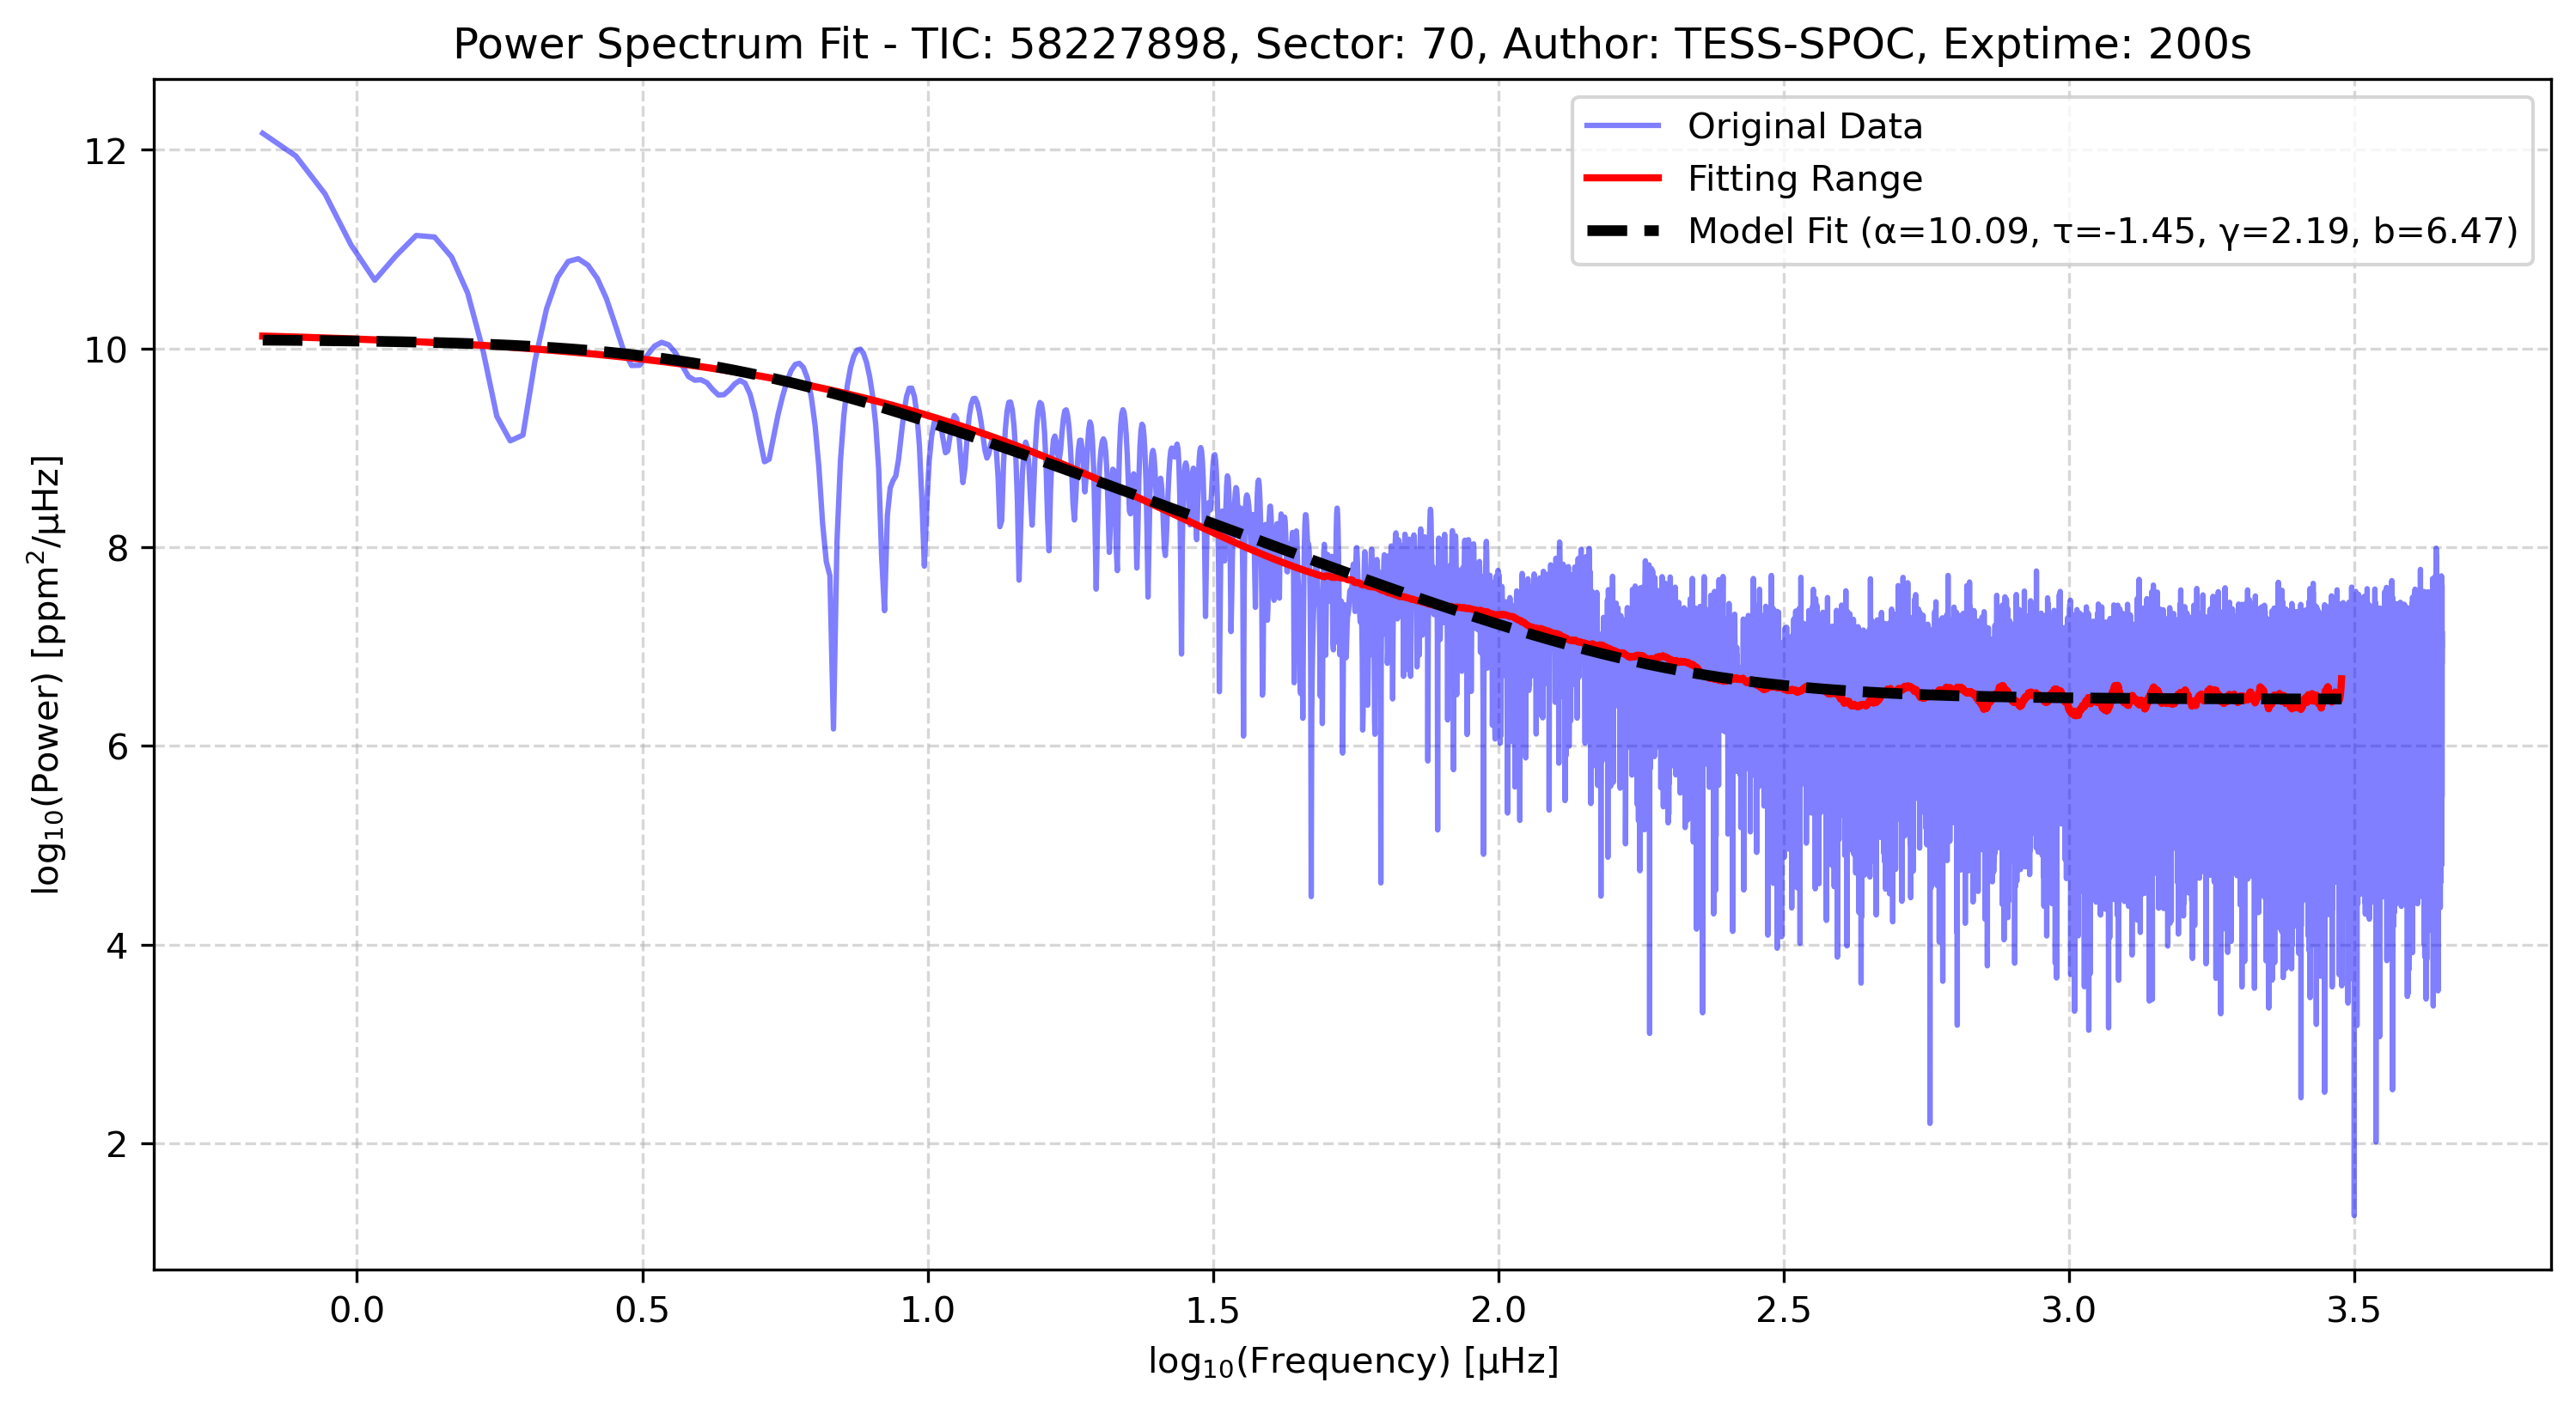 Power Spectrum Fit - TIC: 58227898, Sector: 70, Author: TESS-SPOC, Exptime: 200s
Original Data
Fitting Range
Model Fit (α=10.09, τ=-1.45, γ=2.19, b=6.47)
log₁₀(Power) [ppm²/μHz]
12
10
8
6
4
2
0.0 0.5 1.0 1.5 2.0 2.5 3.0 3.5
log₁₀(Frequency) [μHz]